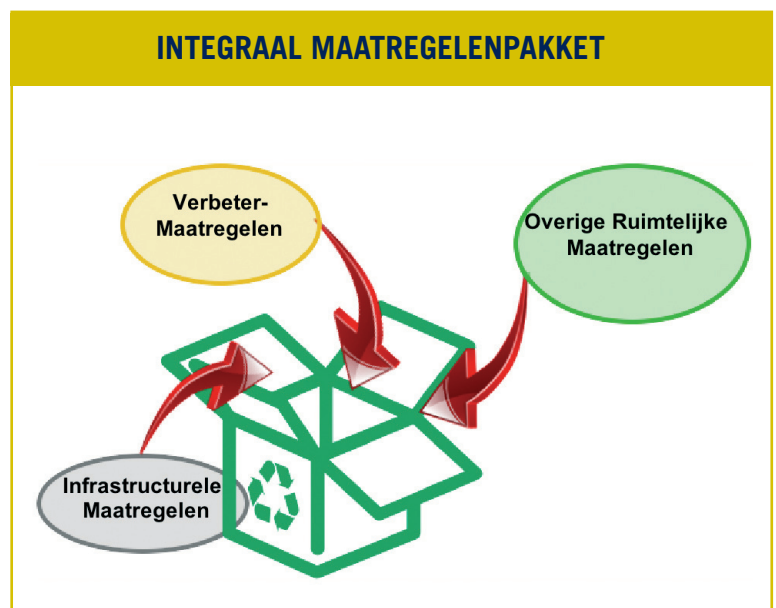 INTEGRAAL MAATREGELENPAKKET
Verbeter-
Maatregelen
Overige Ruimtelijke
Maatregelen
Infrastructurele
Maatregelen